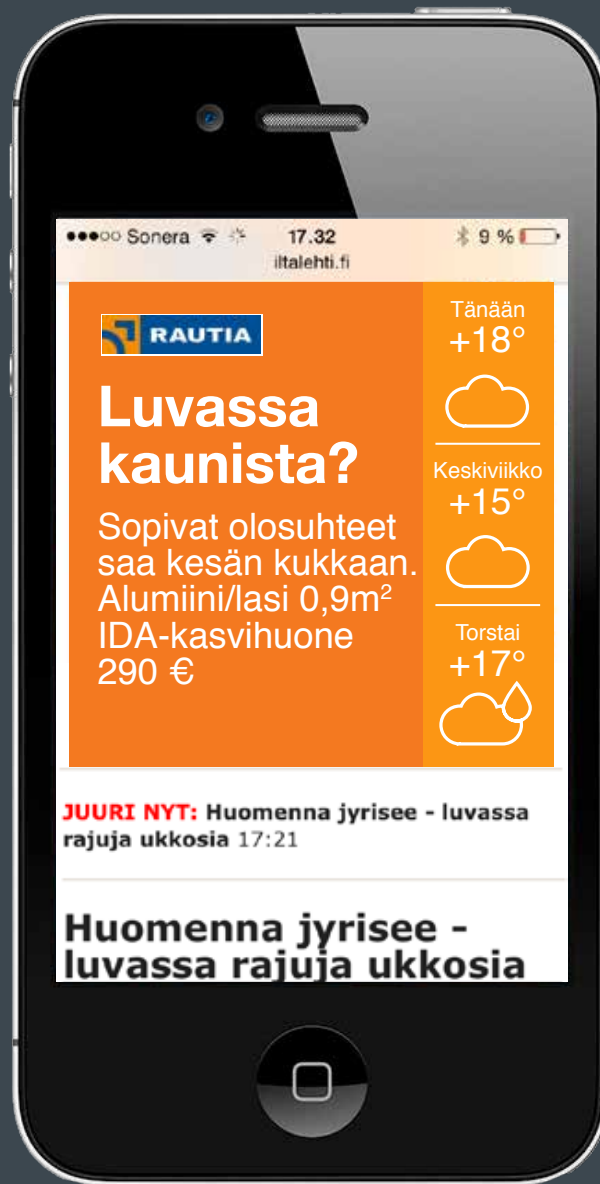 Sonera 17.32 9 %
iltalehti.fi
RAUTIA
Luvassa
kaunista?
Sopivat olosuhteet
saa kesän kukkaan.
Alumiini/lasi 0,9m²
IDA-kasvihuone
290 €
Tänään
+18°
Keskiviikko
+15°
Torstai
+17°
JUURI NYT: Huomenna jyrisee - luvassa
rajuja ukkosia 17:21
Huomenna jyrisee -
luvassa rajuja ukkosia